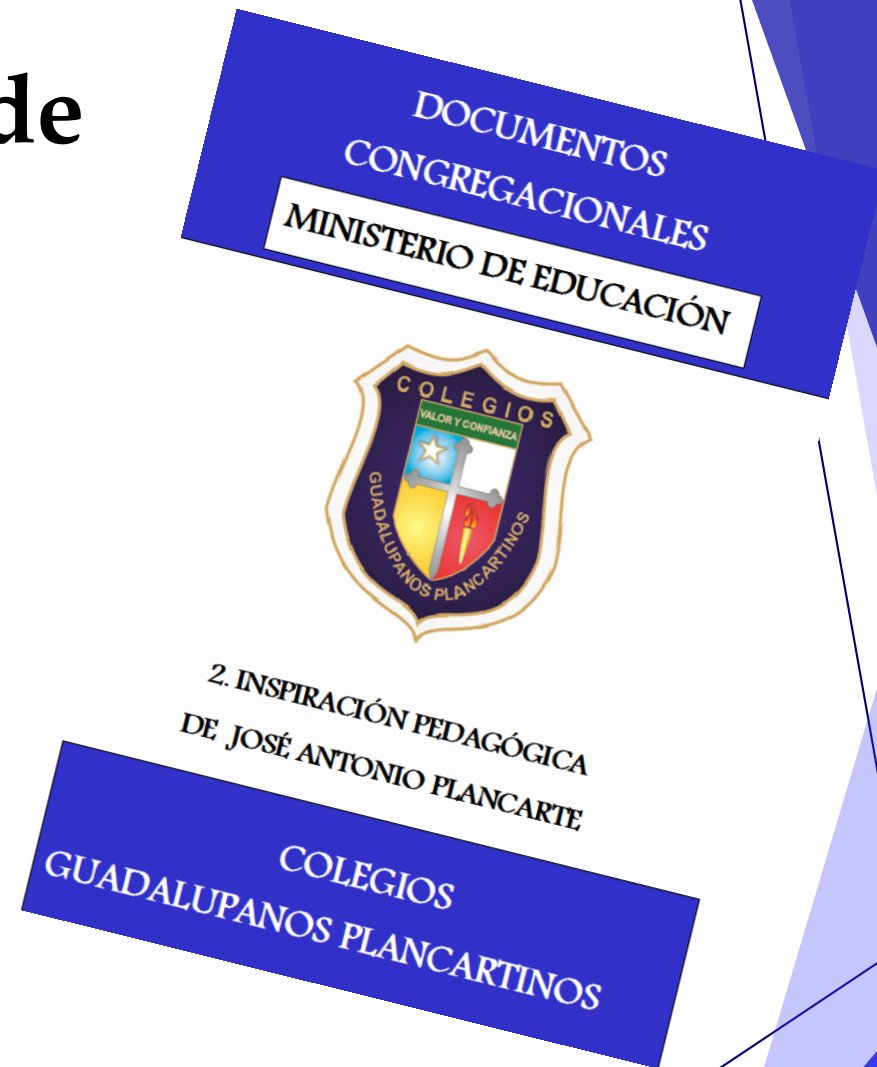 de
DOCUMENTOS
CONGREGACIONALES
MINISTERIO DE EDUCACIÓN
COLEGIOS
VALOR Y CONFIANZA
GUADALUPANOS PLANCARTINOS
2. INSPIRACIÓN PEDAGÓGICA
DE JOSÉ ANTONIO PLANCARTE
COLEGIOS
GUADALUPANOS PLANCARTINOS